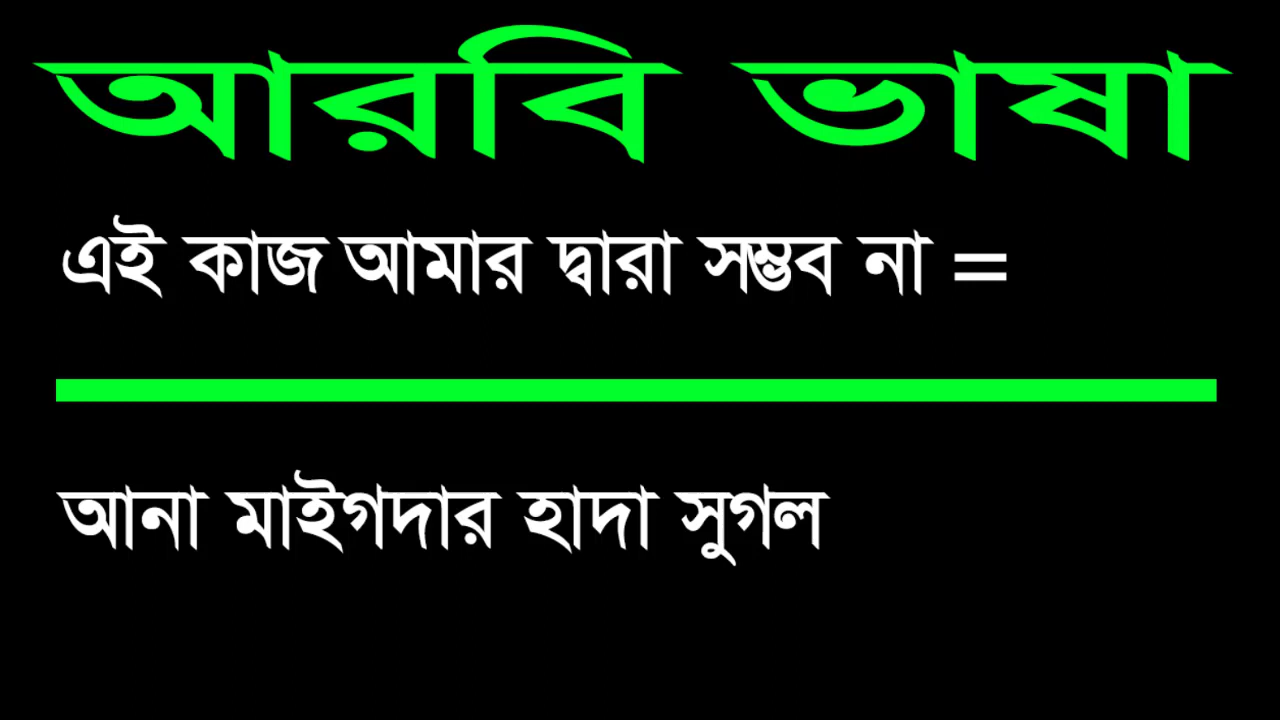 আরবি ভাষা
এই কাজ আমার দ্বারা সম্ভব না =
আনা মাইগদার হাদা সুগল